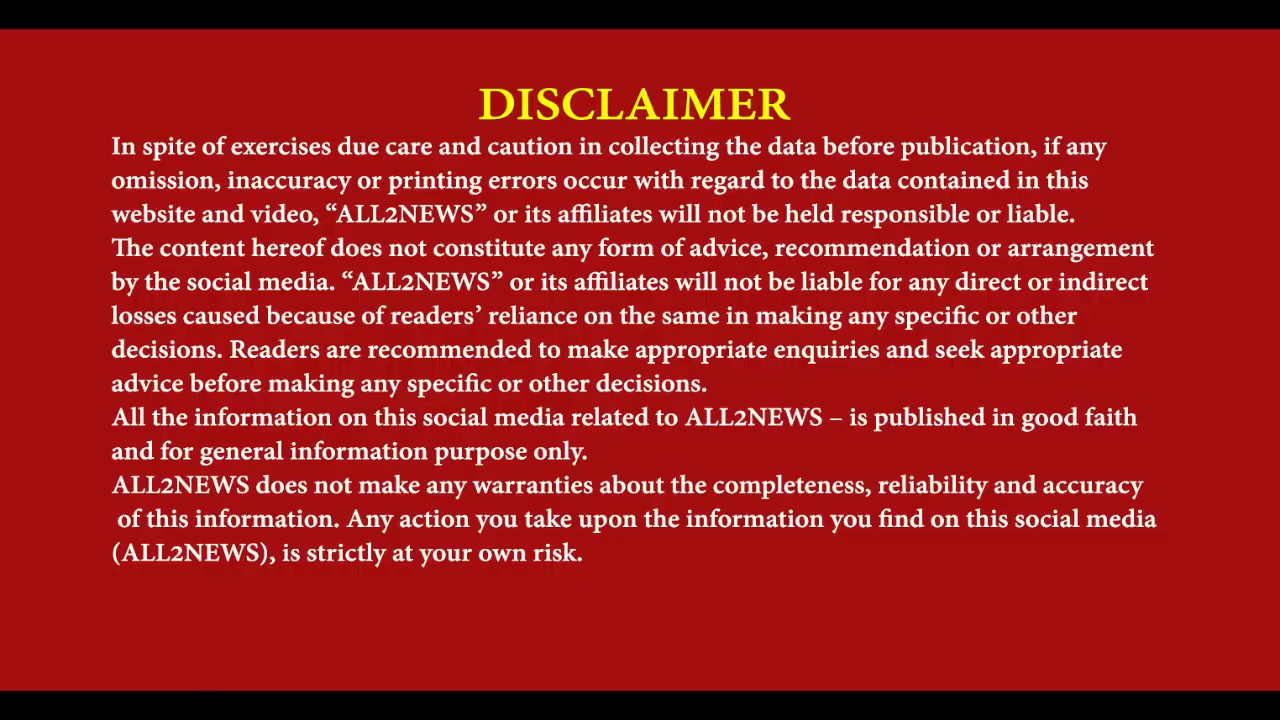 DISCLAIMER
In spite of exercises due care and caution in collecting the data before publication, if any
omission, inaccuracy or printing errors occur with regard to the data contained in this
website and video, “ALL2NEWS” or its affiliates will not be held responsible or liable.
The content hereof does not constitute any form of advice, recommendation or arrangement
by the social media. “ALL2NEWS” or its affiliates will not be liable for any direct or indirect
losses caused because of readers’ reliance on the same in making any specific or other
decisions. Readers are recommended to make appropriate enquiries and seek appropriate
advice before making any specific or other decisions.
All the information on this social media related to ALL2NEWS – is published in good faith
and for general information purpose only.
ALL2NEWS does not make any warranties about the completeness, reliability and accuracy
of this information. Any action you take upon the information you find on this social media
(ALL2NEWS), is strictly at your own risk.